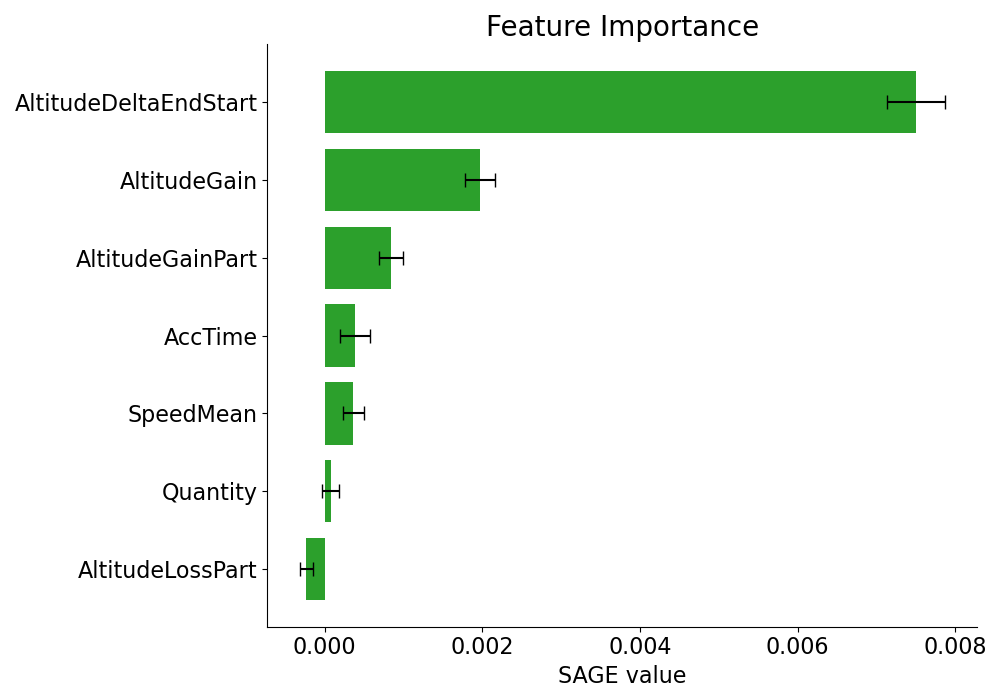 Feature Importance
AltitudeDeltaEndStart
AltitudeGain
AltitudeGainPart
AccTime
SpeedMean
Quantity
AltitudeLossPart
0.000 0.002 0.004 0.006 0.008
SAGE value